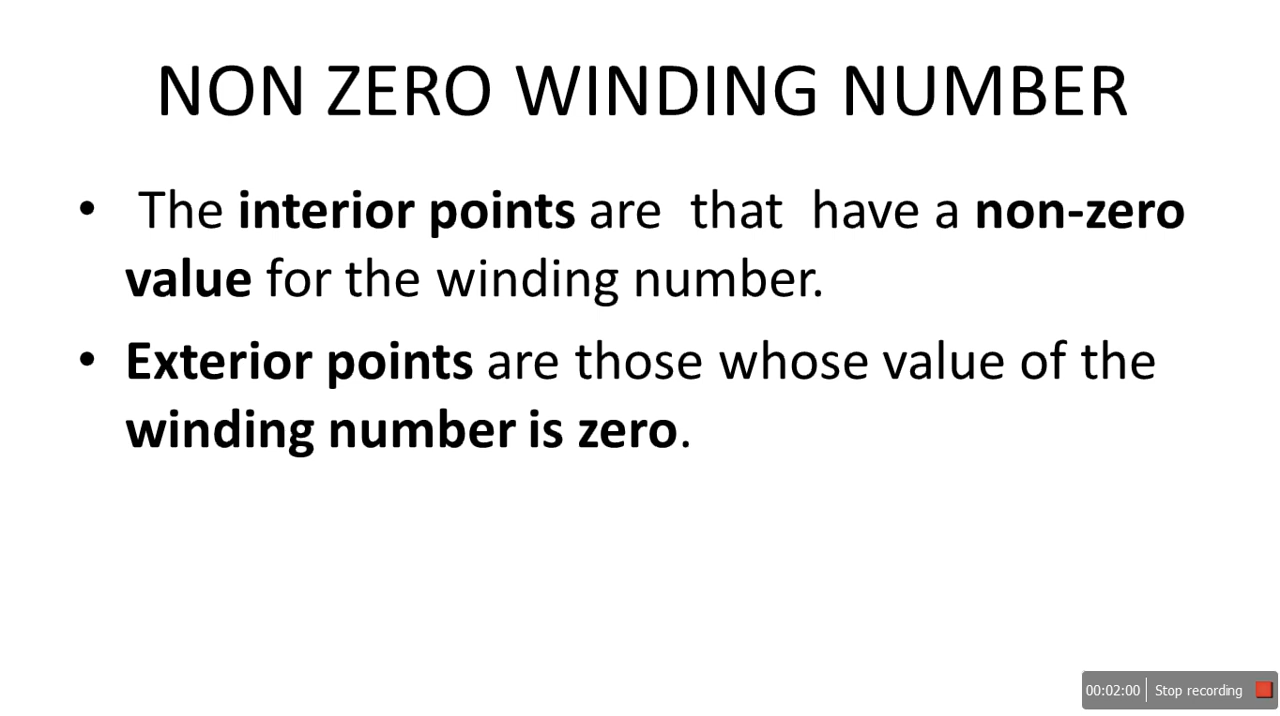 NON ZERO WINDING NUMBER
• The interior points are that have a non-zero
value for the winding number.
• Exterior points are those whose value of the
winding number is zero.
00:02:00 Stop recording